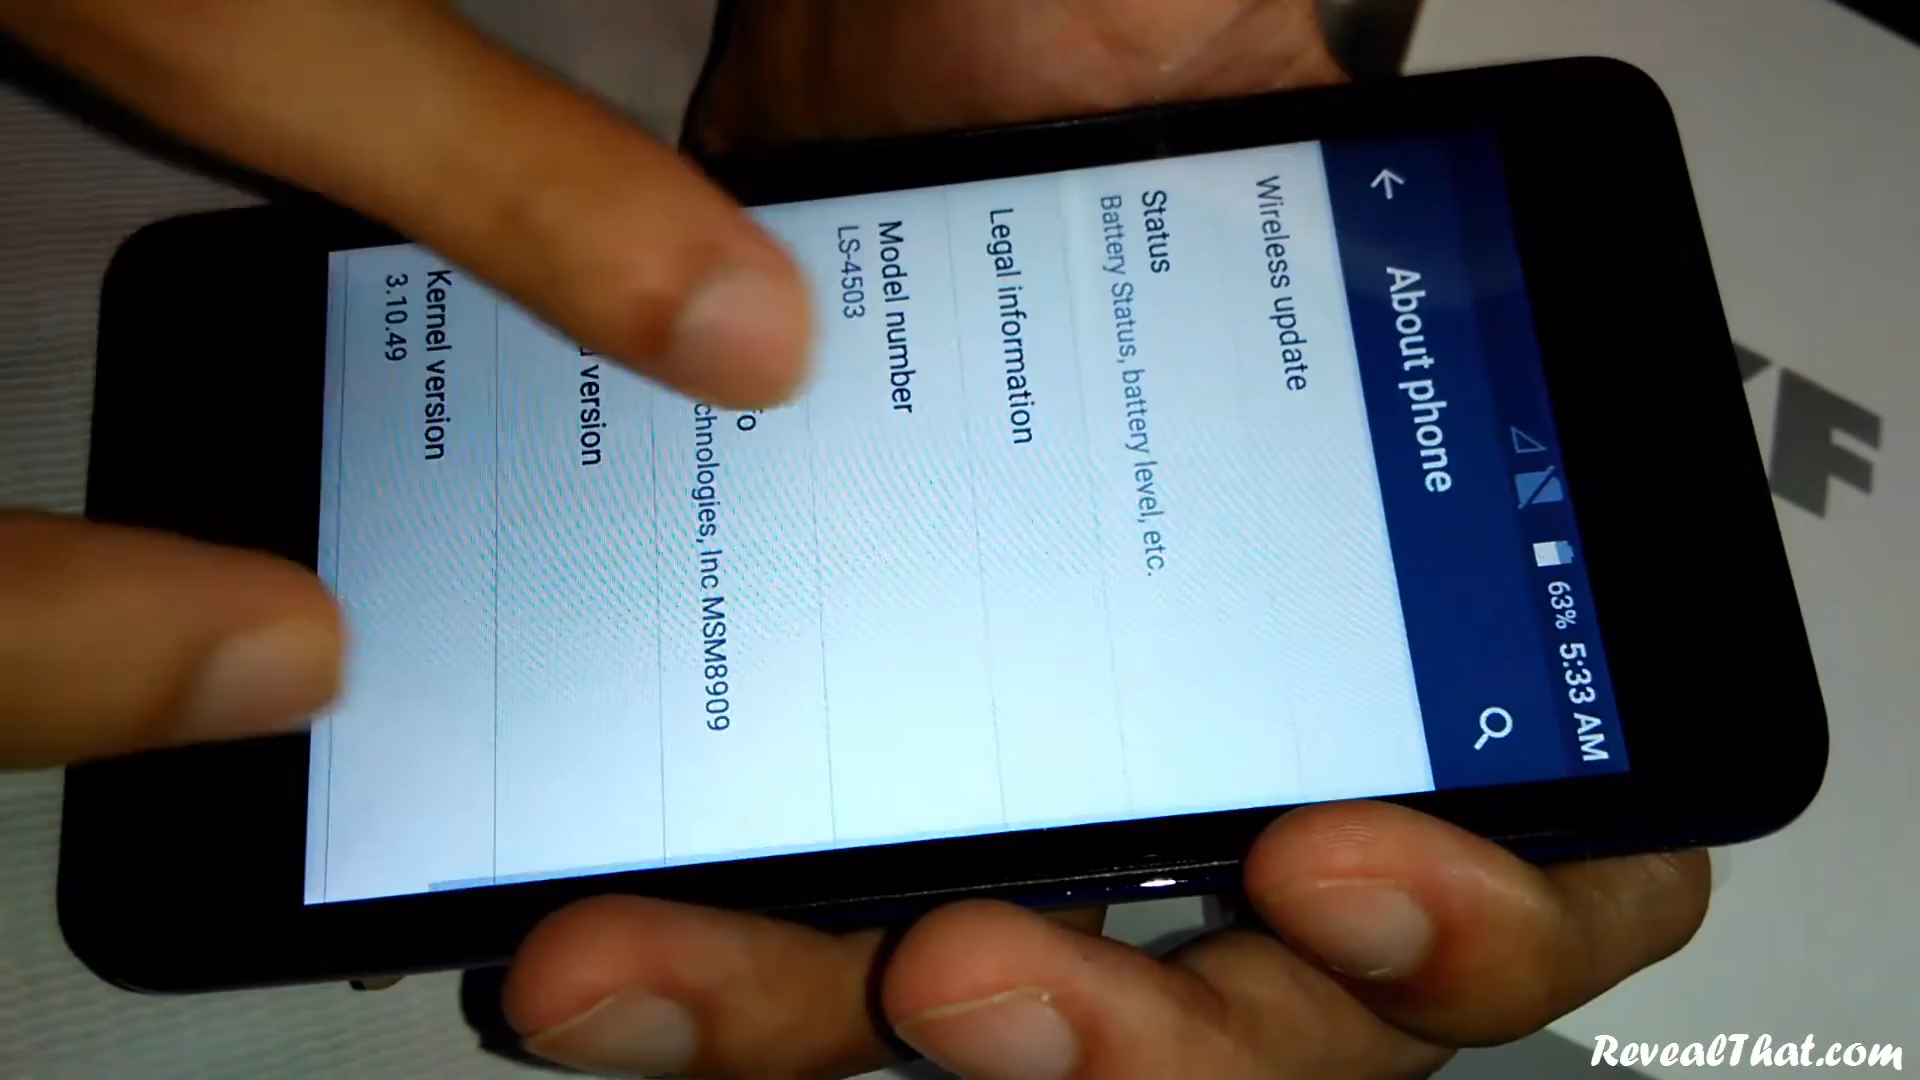 63% 5:33 AM
About phone
Wireless update
Status
Battery Status, battery level, etc.
Legal information
Model number
LS-4503
chnologies, Inc MSM8909
version
Kernel version
3.10.49
RevealThat.com